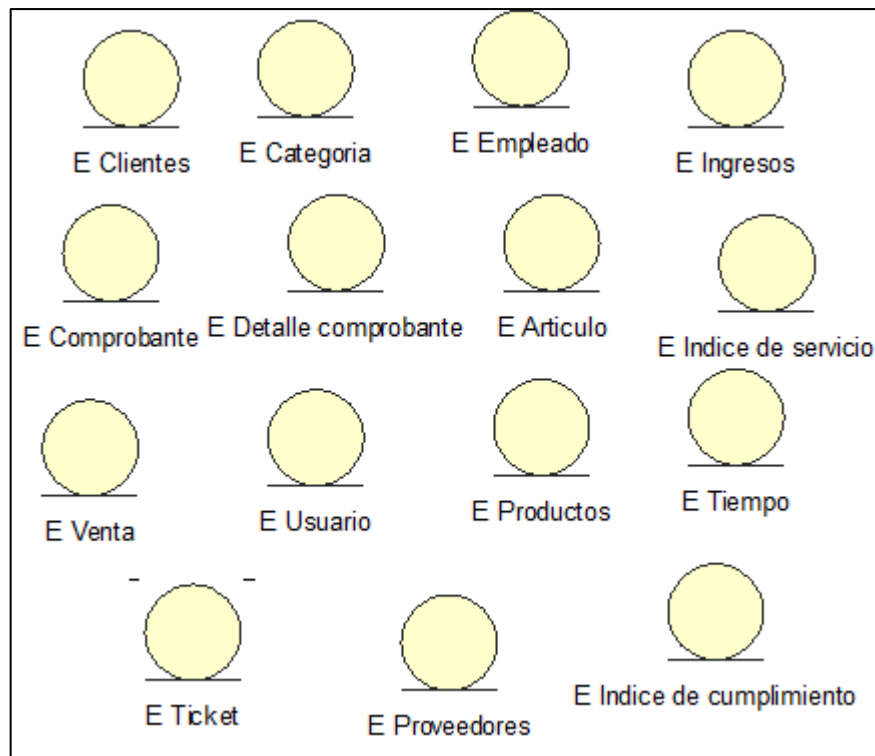 E Clientes
E Categoria
E Empleado
E Ingresos
E Comprobante
E Detalle comprobante
E Articulo
E Indice de servicio
E Venta
E Usuario
E Productos
E Tiempo
E Ticket
E Proveedores
E Indice de cumplimiento